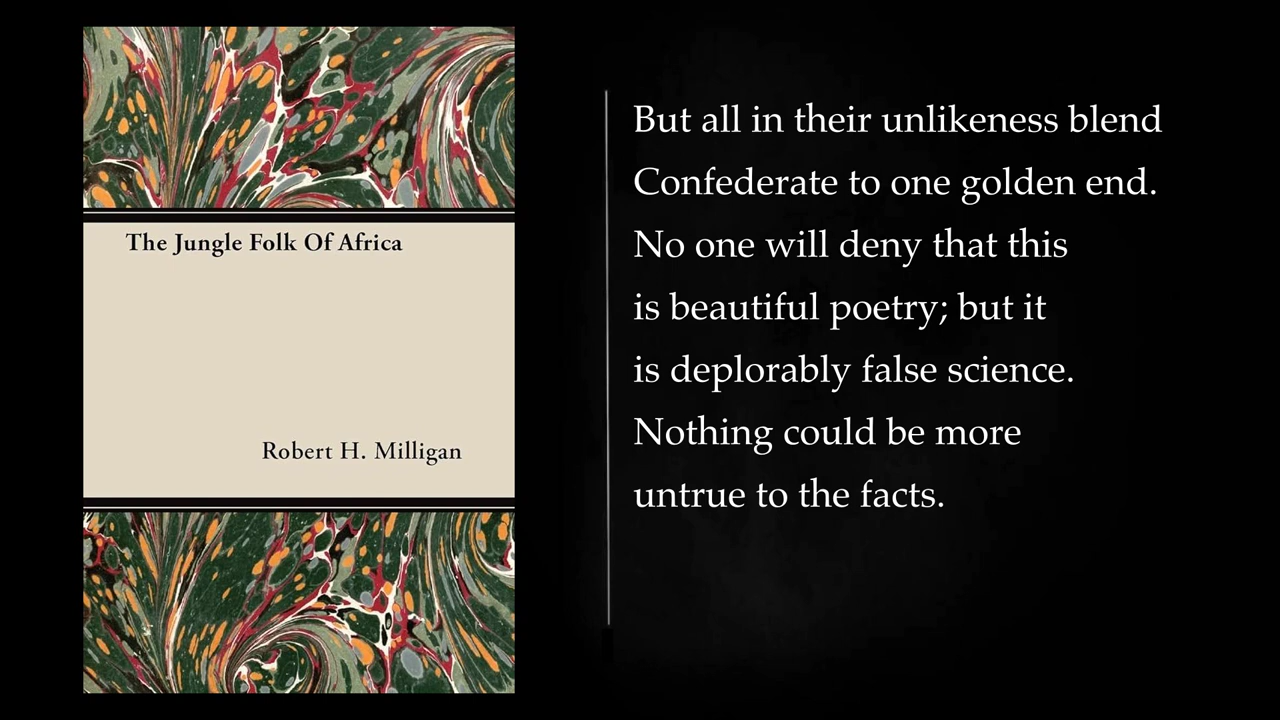 The Jungle Folk Of Africa
Robert H. Milligan
But all in their unlikeness blend
Confederate to one golden end.
No one will deny that this
is beautiful poetry; but it
is deplorably false science.
Nothing could be more
untrue to the facts.